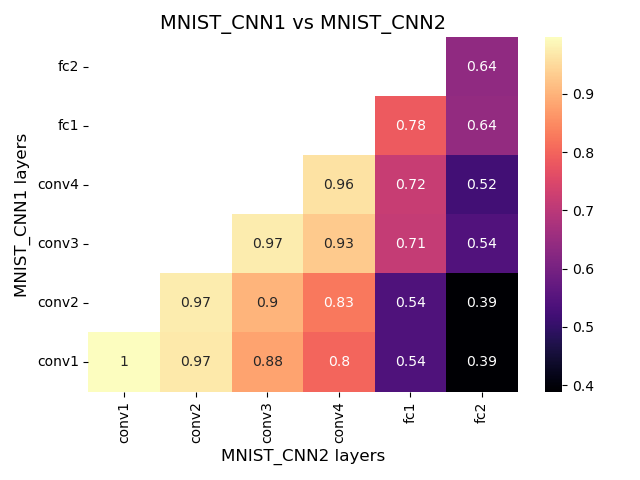 MNIST_CNN1 vs MNIST_CNN2
fc2 0.64
fc1 0.78 0.64 0.9
conv4 0.96 0.72 0.52 0.8
conv3 0.97 0.93 0.71 0.54 0.7
conv2 0.97 0.9 0.83 0.54 0.39 0.6
conv1 1 0.97 0.88 0.8 0.54 0.39 0.5
0.4
MNIST_CNN1 layers
conv1 conv2 conv3 conv4 fc1 fc2
MNIST_CNN2 layers